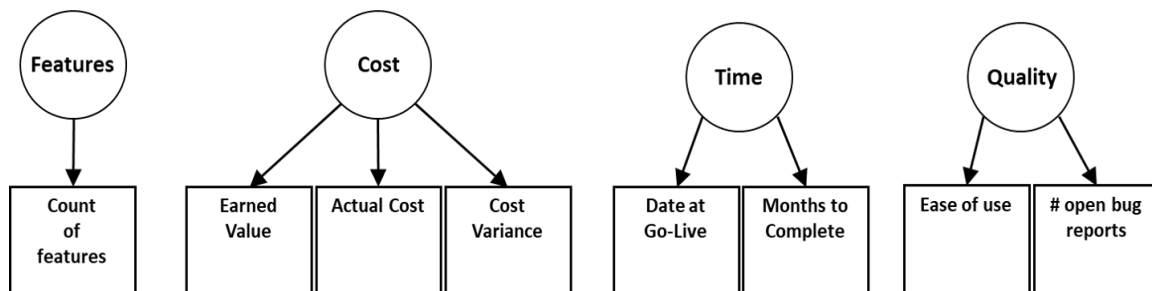 Features
Cost
Time
Quality
Count
of
features
Earned
Value
Actual Cost
Cost
Variance
Date at
Go-Live
Months to
Complete
Ease of use
# open bug
reports